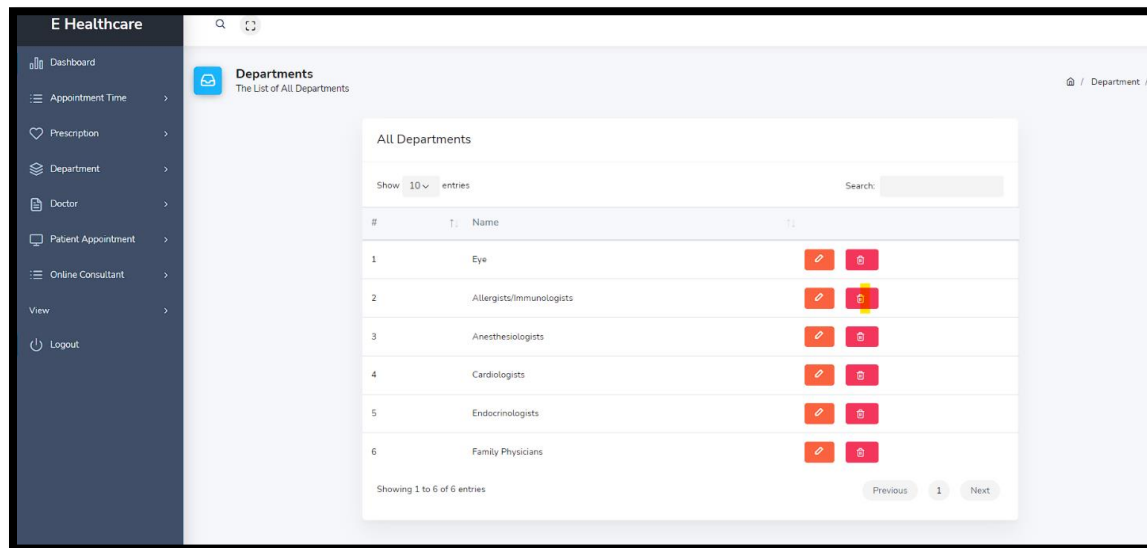 E Healthcare
Dashboard
Appointment Time
Prescription
Department
Doctor
Patient Appointment
Online Consultant
View
Logout
Departments
The List of All Departments
/ Department /
All Departments
Show 10 entries
Search:
# Name
1 Eye
2 Allergists/Immunologists
3 Anesthesiologists
4 Cardiologists
5 Endocrinologists
6 Family Physicians
Showing 1 to 6 of 6 entries
Previous 1 Next